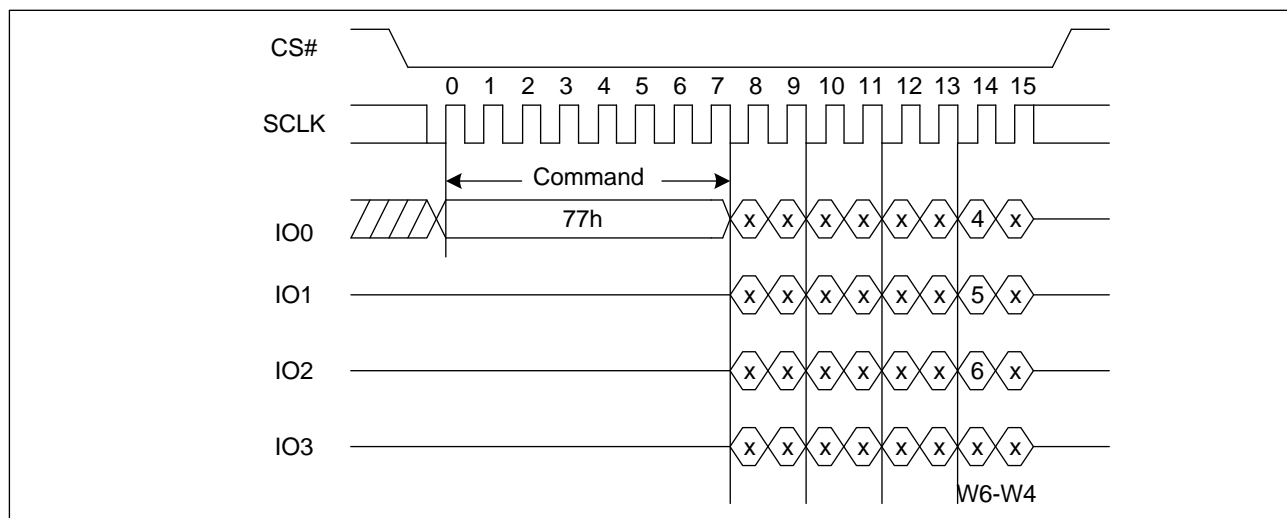 CS#
0 1 2 3 4 5 6 7 8 9 10 11 12 13 14 15
SCLK
Command
IO0 77h x x x x x x 4 x
IO1 x x x x x x 5 x
IO2 x x x x x x 6 x
IO3 x x x x x x x x
W6-W4